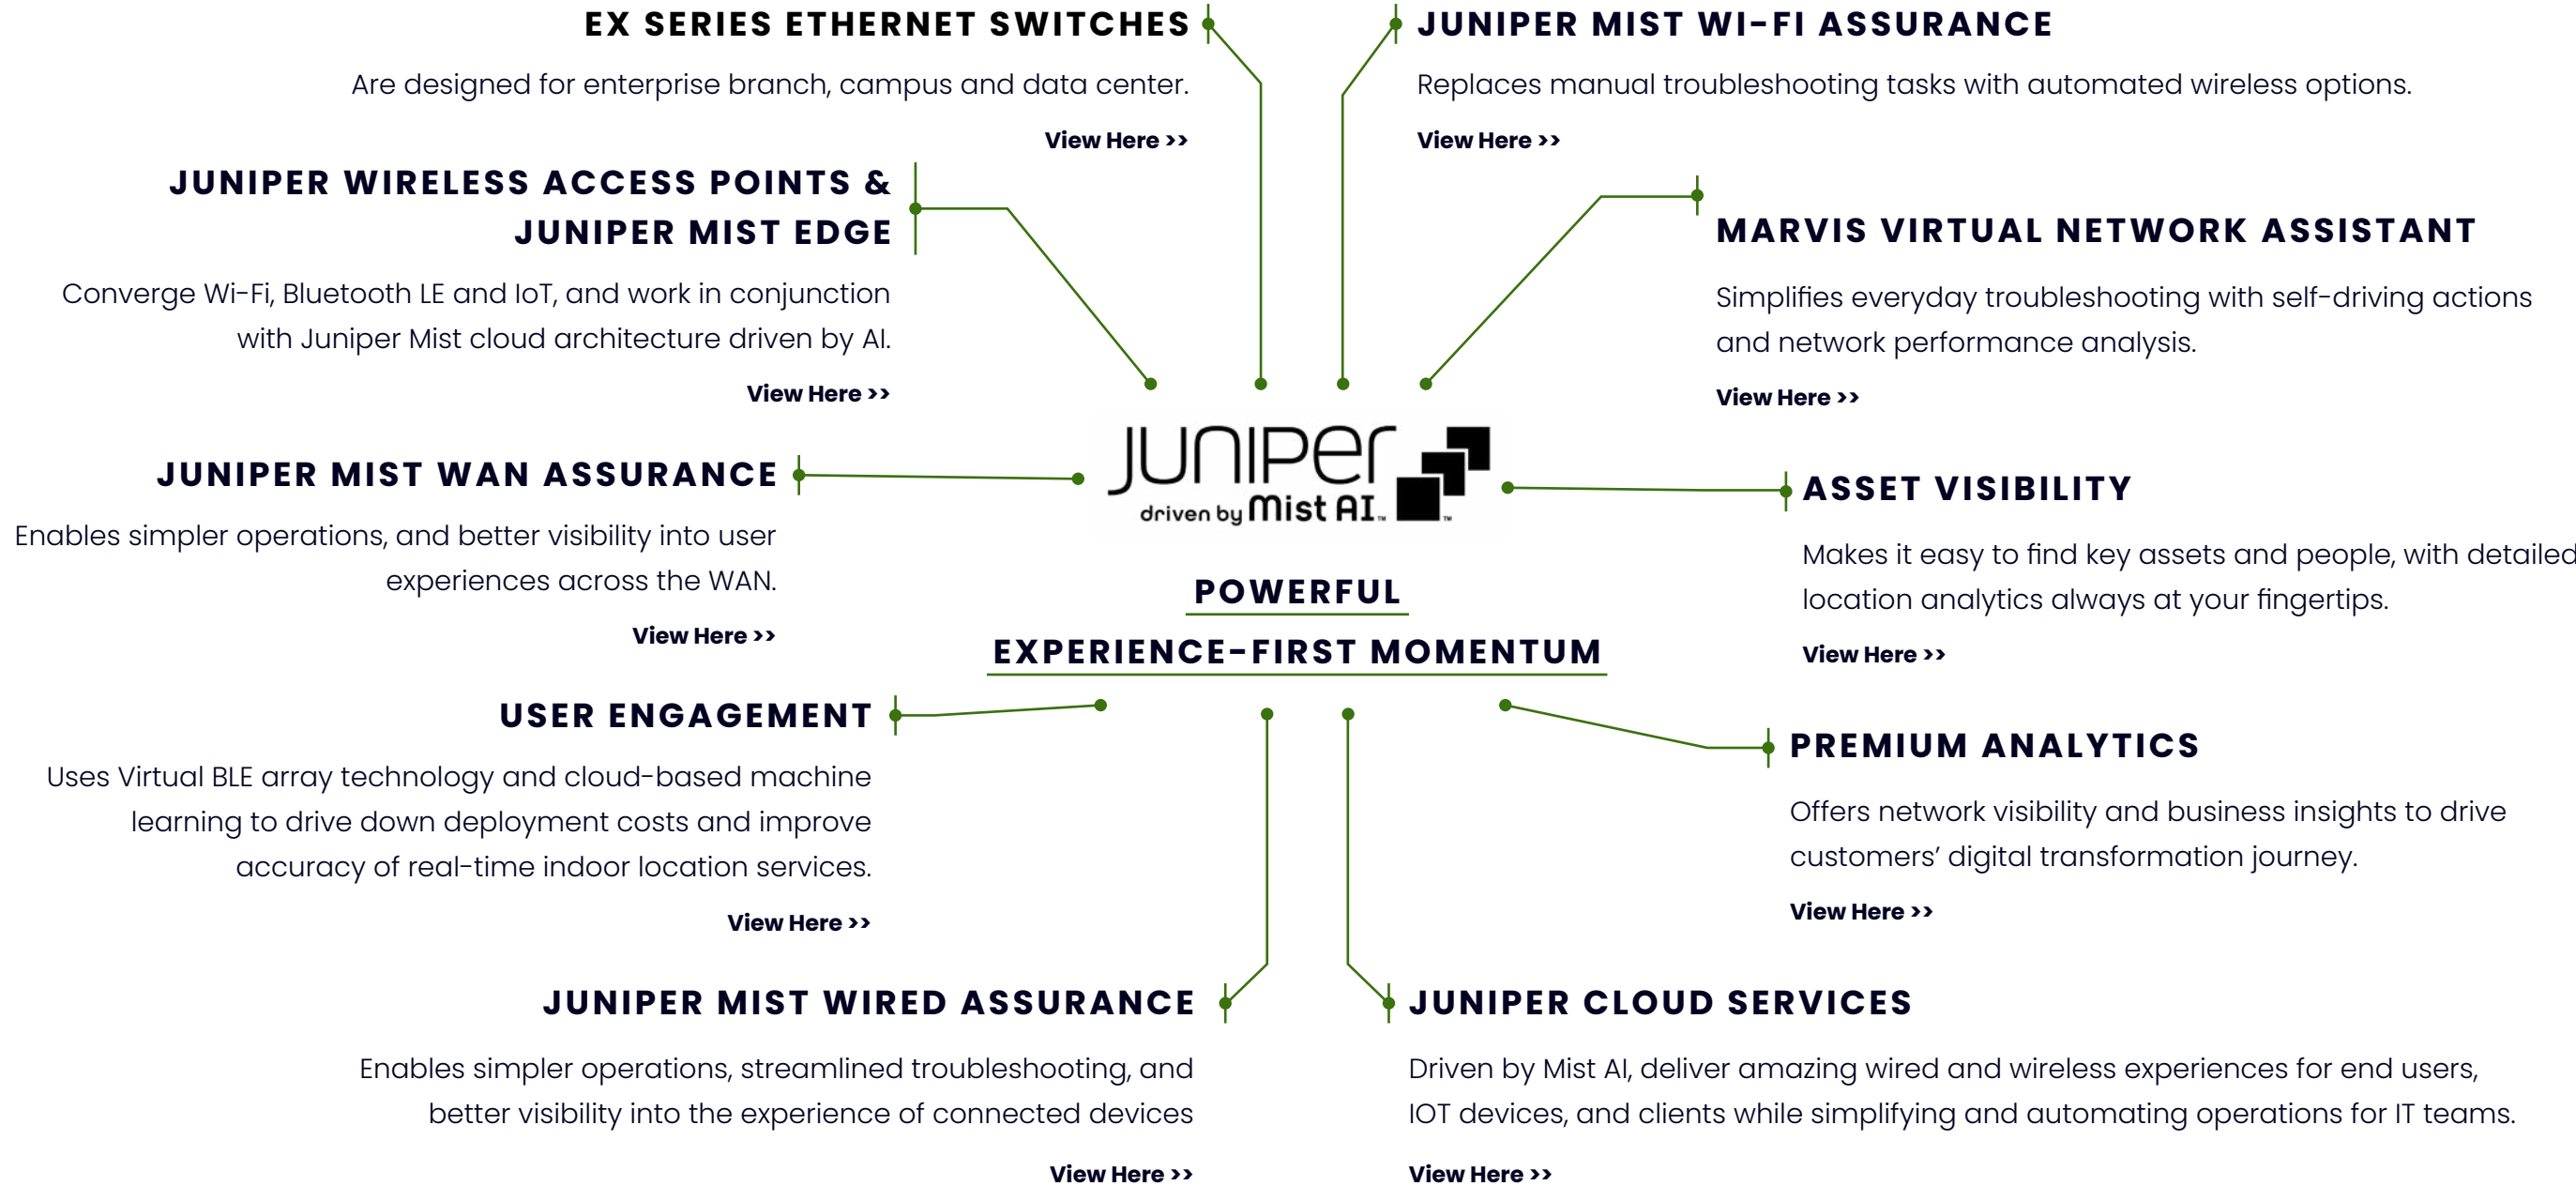 EX SERIES ETHERNET SWITCHES
Are designed for enterprise branch, campus and data center.
View Here >>
JUNIPER WIRELESS ACCESS POINTS &
JUNIPER MIST EDGE
Converge Wi-Fi, Bluetooth LE and IoT, and work in conjunction
with Juniper Mist cloud architecture driven by AI.
View Here >>
JUNIPER MIST WAN ASSURANCE
Enables simpler operations, and better visibility into user
experiences across the WAN.
View Here >>
USER ENGAGEMENT
Uses Virtual BLE array technology and cloud-based machine
learning to drive down deployment costs and improve
accuracy of real-time indoor location services.
View Here >>
JUNIPER MIST WIRED ASSURANCE
Enables simpler operations, streamlined troubleshooting, and
better visibility into the experience of connected devices
View Here >>
JUNIPER
driven by Mist AI™ ™
POWERFUL
EXPERIENCE-FIRST MOMENTUM
JUNIPER MIST WI-FI ASSURANCE
Replaces manual troubleshooting tasks with automated wireless options.
View Here >>
MARVIS VIRTUAL NETWORK ASSISTANT
Simplifies everyday troubleshooting with self-driving actions
and network performance analysis.
View Here >>
ASSET VISIBILITY
Makes it easy to find key assets and people, with detailed
location analytics always at your fingertips.
View Here >>
PREMIUM ANALYTICS
Offers network visibility and business insights to drive
customers’ digital transformation journey.
View Here >>
JUNIPER CLOUD SERVICES
Driven by Mist AI, deliver amazing wired and wireless experiences for end users,
IOT devices, and clients while simplifying and automating operations for IT teams.
View Here >>